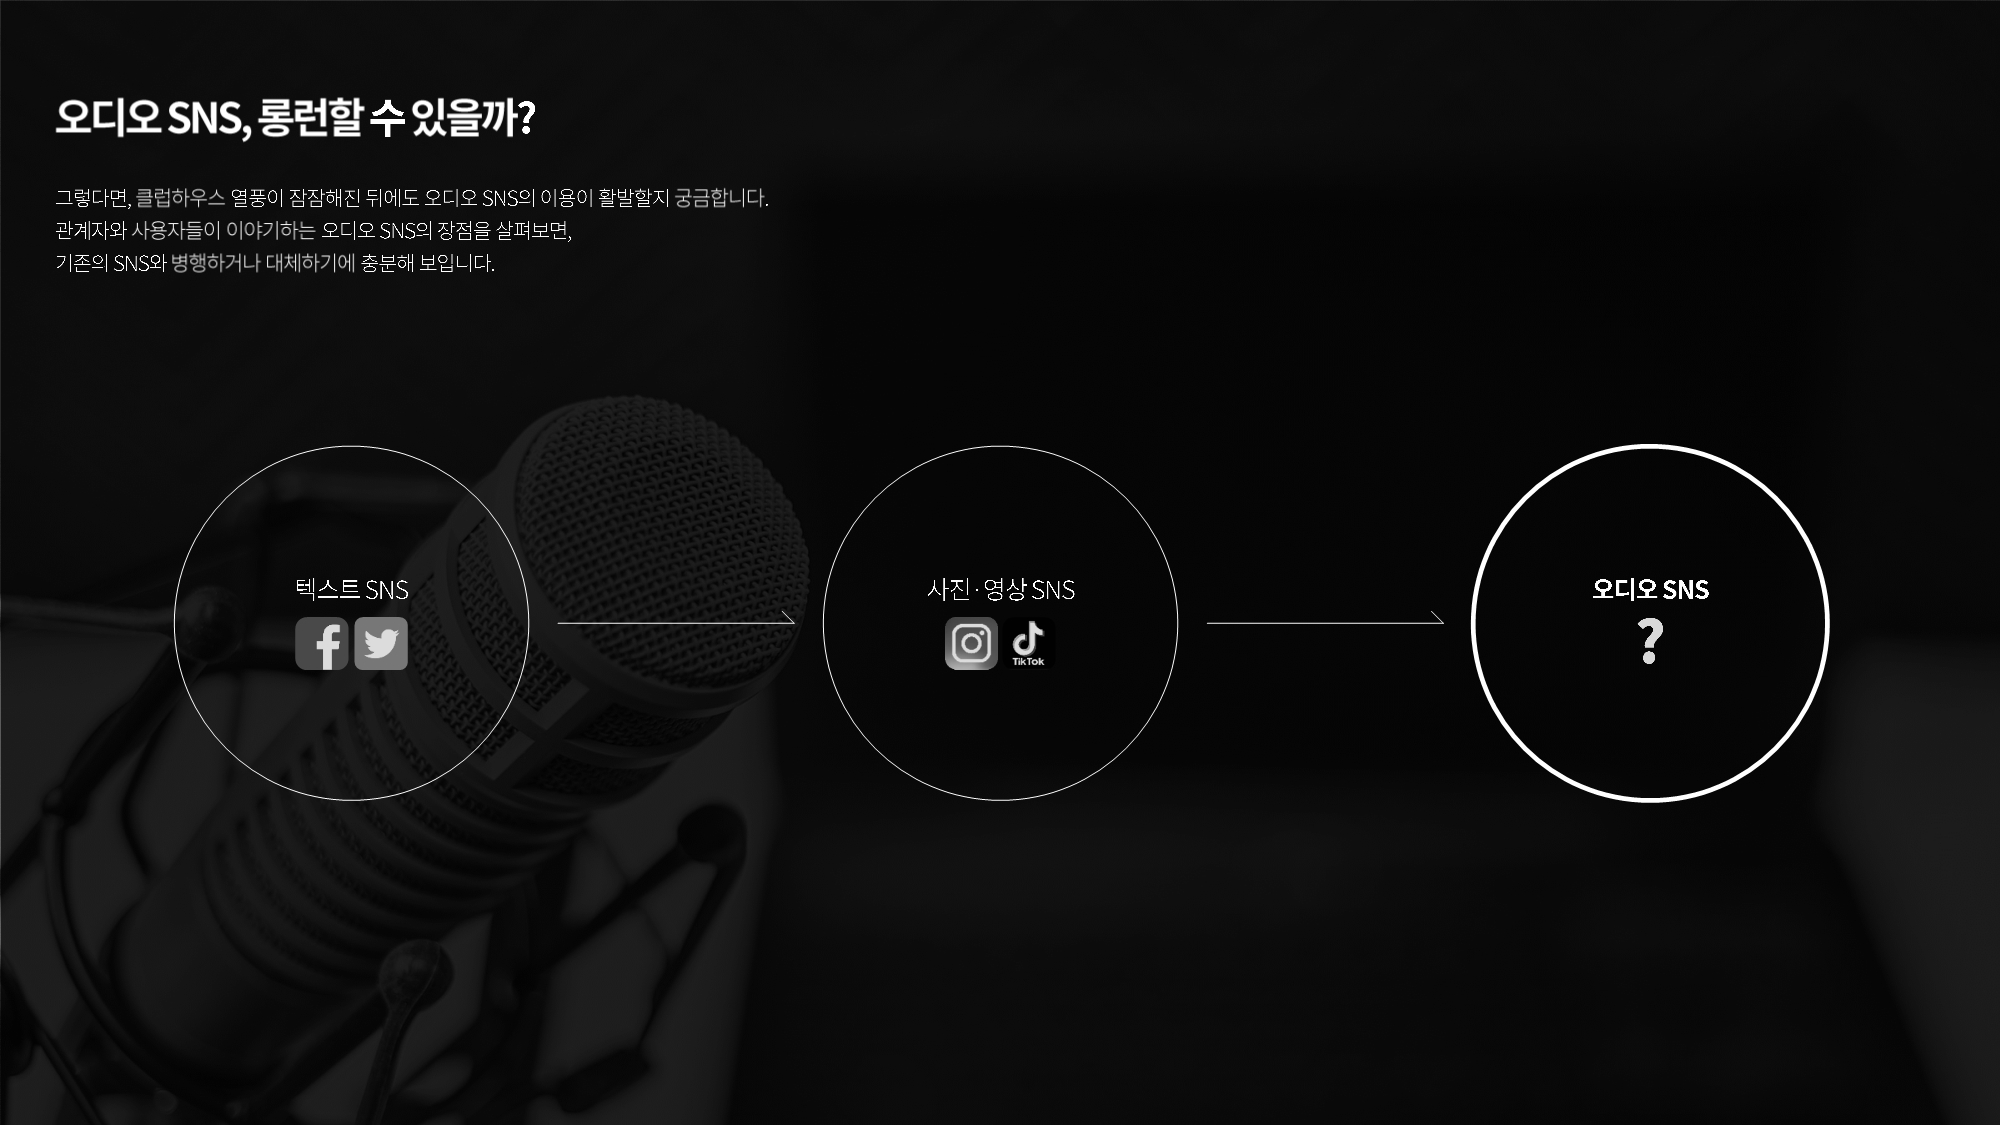 오디오 SNS, 롱런할 수 있을까?
그렇다면, 클럽하우스 열풍이 잠잠해진 뒤에도 오디오 SNS의 이용이 활발할지 궁금합니다.
관계자와 사용자들이 이야기하는 오디오 SNS의 장점을 살펴보면,
기존의 SNS와 병행하거나 대체하기에 충분해 보입니다.
텍스트 SNS
사진·영상 SNS
TikTok
오디오 SNS
?